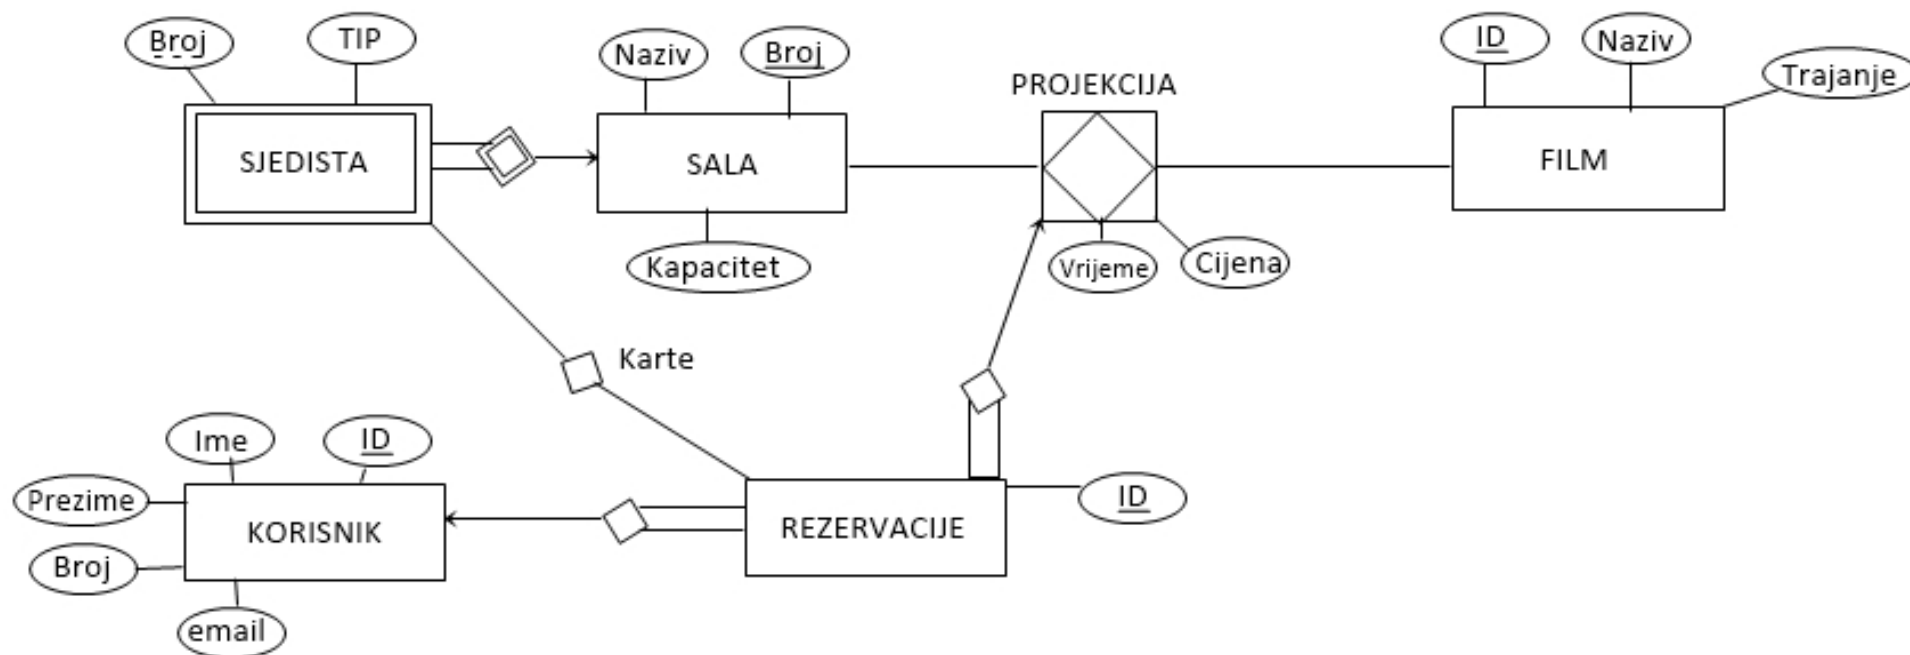 Broj
TIP
Naziv
Broj
PROJEKCIJA
ID
Naziv
Trajanje
SJEDISTA
SALA
FILM
Kapacitet
Vrijeme
Cijena
Karte
Ime
ID
Prezime
KORISNIK
REZERVACIJE
ID
Broj
email